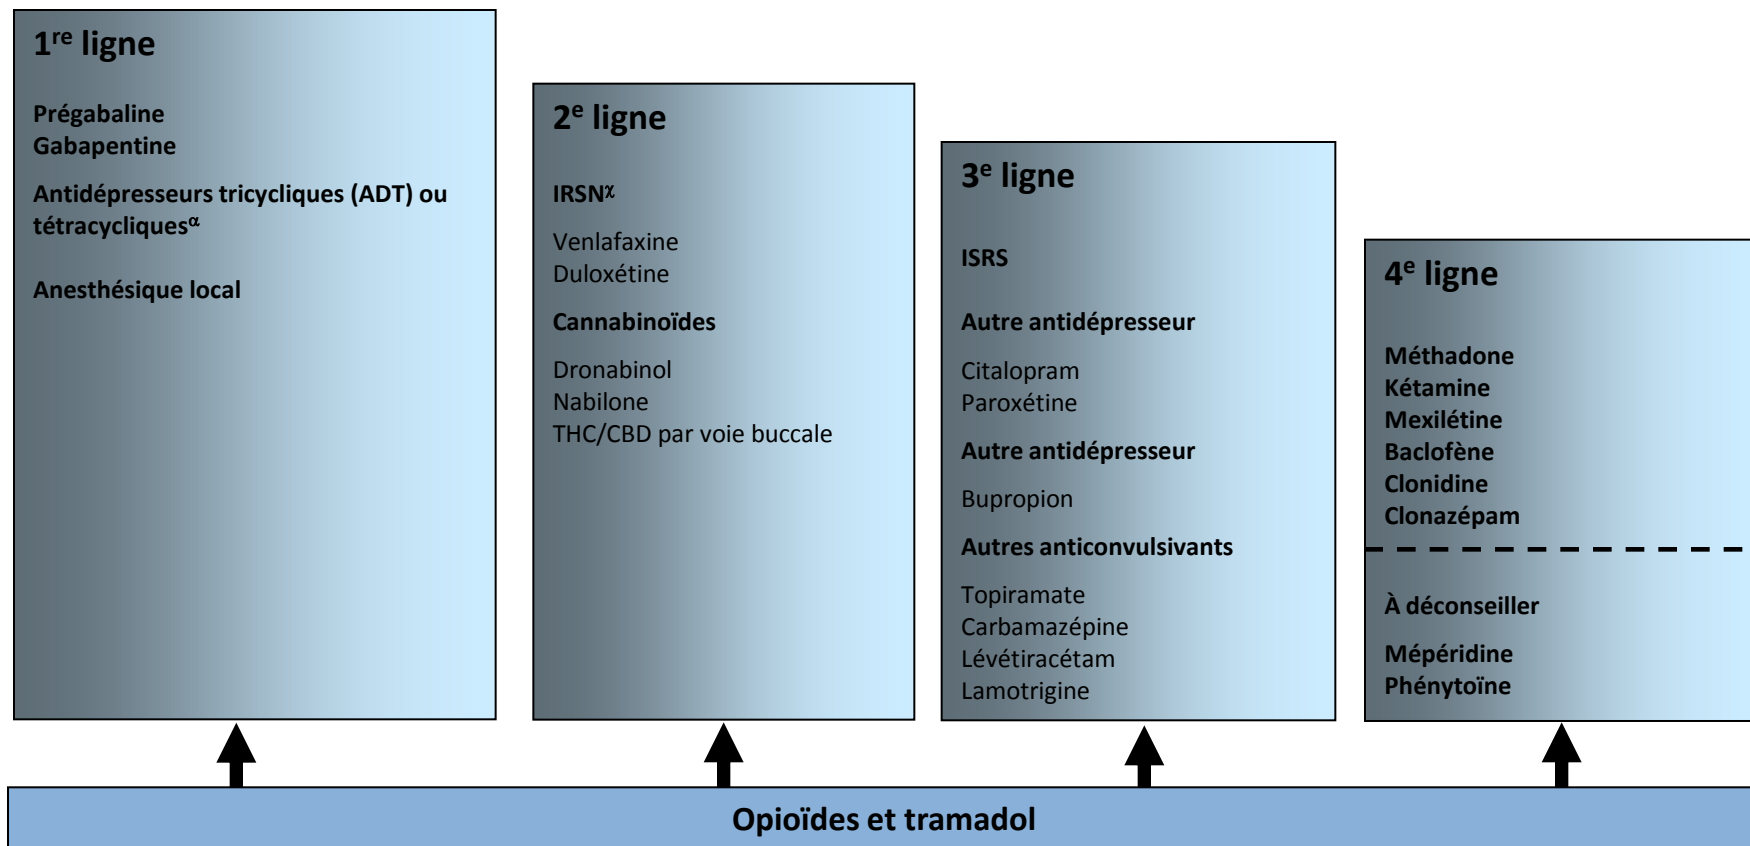 1re ligne
Prégabaline
Gabapentine
Antidépresseurs tricycliques (ADT) ou
tétracycliquesα
Anesthésique local
2e ligne
IRSNχ
Venlafaxine
Duloxétine
Cannabinoïdes
Dronabinol
Nabilone
THC/CBD par voie buccale
3e ligne
ISRS
Autre antidépresseur
Citalopram
Paroxétine
Autre antidépresseur
Bupropion
Autres anticonvulsivants
Topiramate
Carbamazépine
Lévétiracétam
Lamotrigine
4e ligne
Méthadone
Kétamine
Mexilétine
Baclofène
Clonidine
Clonazépam
À déconseiller
Mépéridine
Phénytoïne
Opioïdes et tramadol